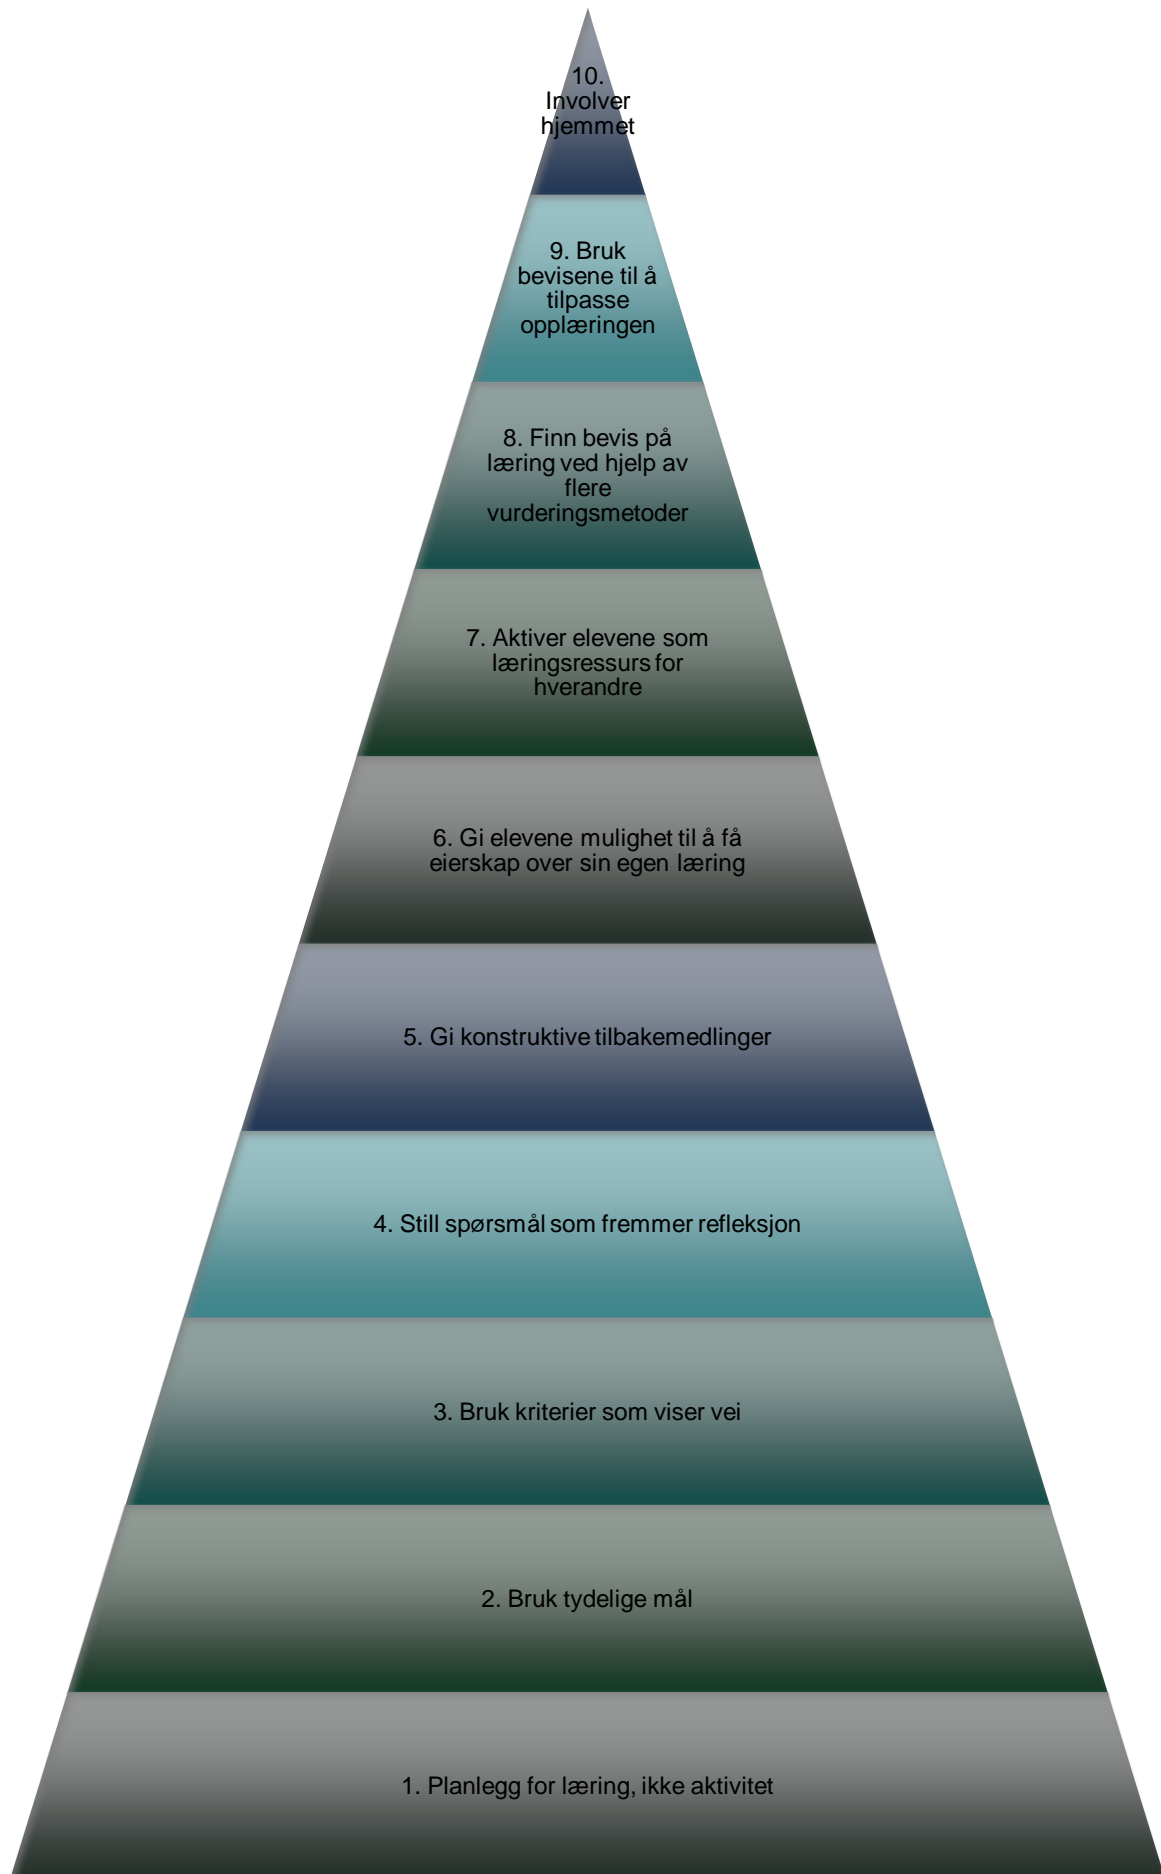 10.
Involver
hjemmet
9. Bruk
bevisene til å
tilpasse
opplæringen
8. Finn bevis på
læring ved hjelp av
flere
vurderingsmetoder
7. Aktiver elevene som
læringsressurs for
hverandre
6. Gi elevene mulighet til å få
eierskap over sin egen læring
5. Gi konstruktive tilbakemedlinger
4. Still spørsmål som fremmer refleksjon
3. Bruk kriterier som viser vei
2. Bruk tydelige mål
1. Planlegg for læring, ikke aktivitet